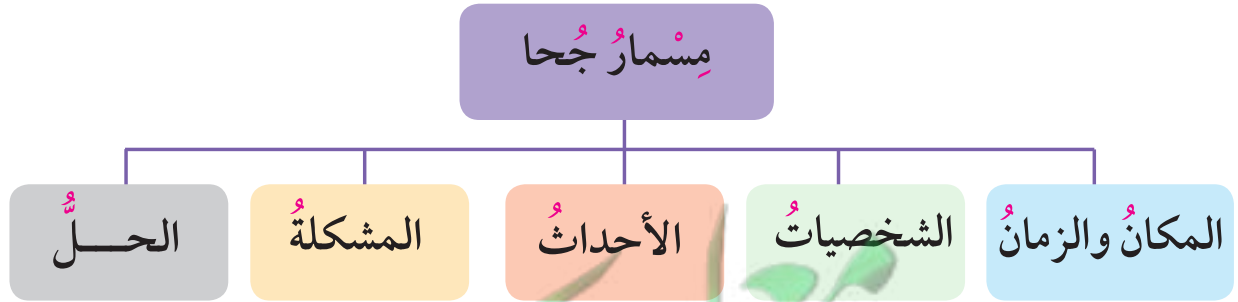 مِسْمارُ جُحا
المكانُ والزمانُ
الشخصياتُ
الأحداثُ
المشكلةُ
الحـــلُّ